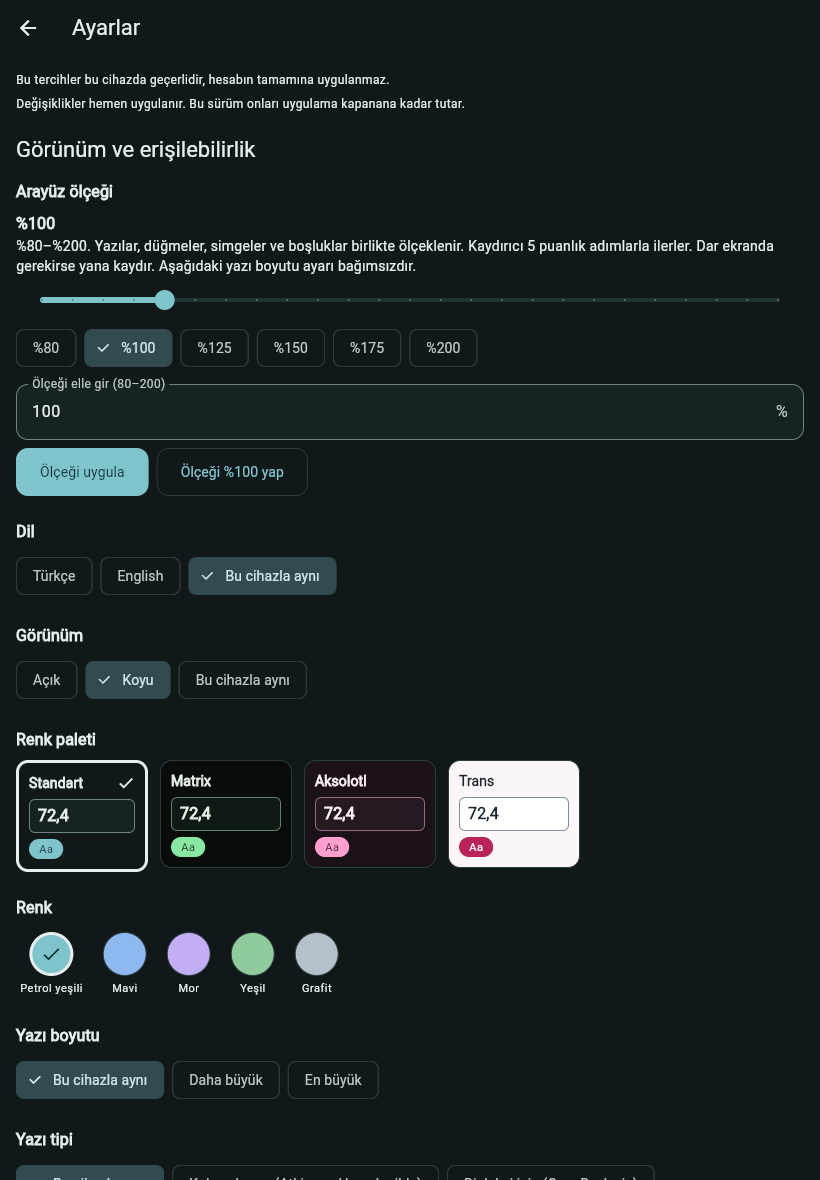 Ayarlar
Bu tercihler bu cihazda geçerlidir, hesabın tamamına uygulanmaz.
Değişiklikler hemen uygulanır. Bu sürüm onları uygulama kapanana kadar tutar.
Görünüm ve erişilebilirlik
Arayüz ölçeği
%100
%80–%200. Yazılar, düğmeler, simgeler ve boşluklar birlikte ölçeklenir. Kaydırıcı 5 puanlık adımlarla ilerler. Dar ekranda
gerekirse yana kaydır. Aşağıdaki yazı boyutu ayarı bağımsızdır.
%80 %100 %125 %150 %175 %200
Ölçeği elle gir (80–200)
100 %
Ölçeği uygula Ölçeği %100 yap
Dil
Türkçe English Bu cihazla aynı
Görünüm
Açık Koyu Bu cihazla aynı
Renk paleti
Standart Matrix Aksolotl Trans
72,4 72,4 72,4 72,4
Aa Aa Aa Aa
Renk
Petrol yeşili Mavi Mor Yeşil Grafit
Yazı boyutu
Bu cihazla aynı Daha büyük En büyük
Yazı tipi